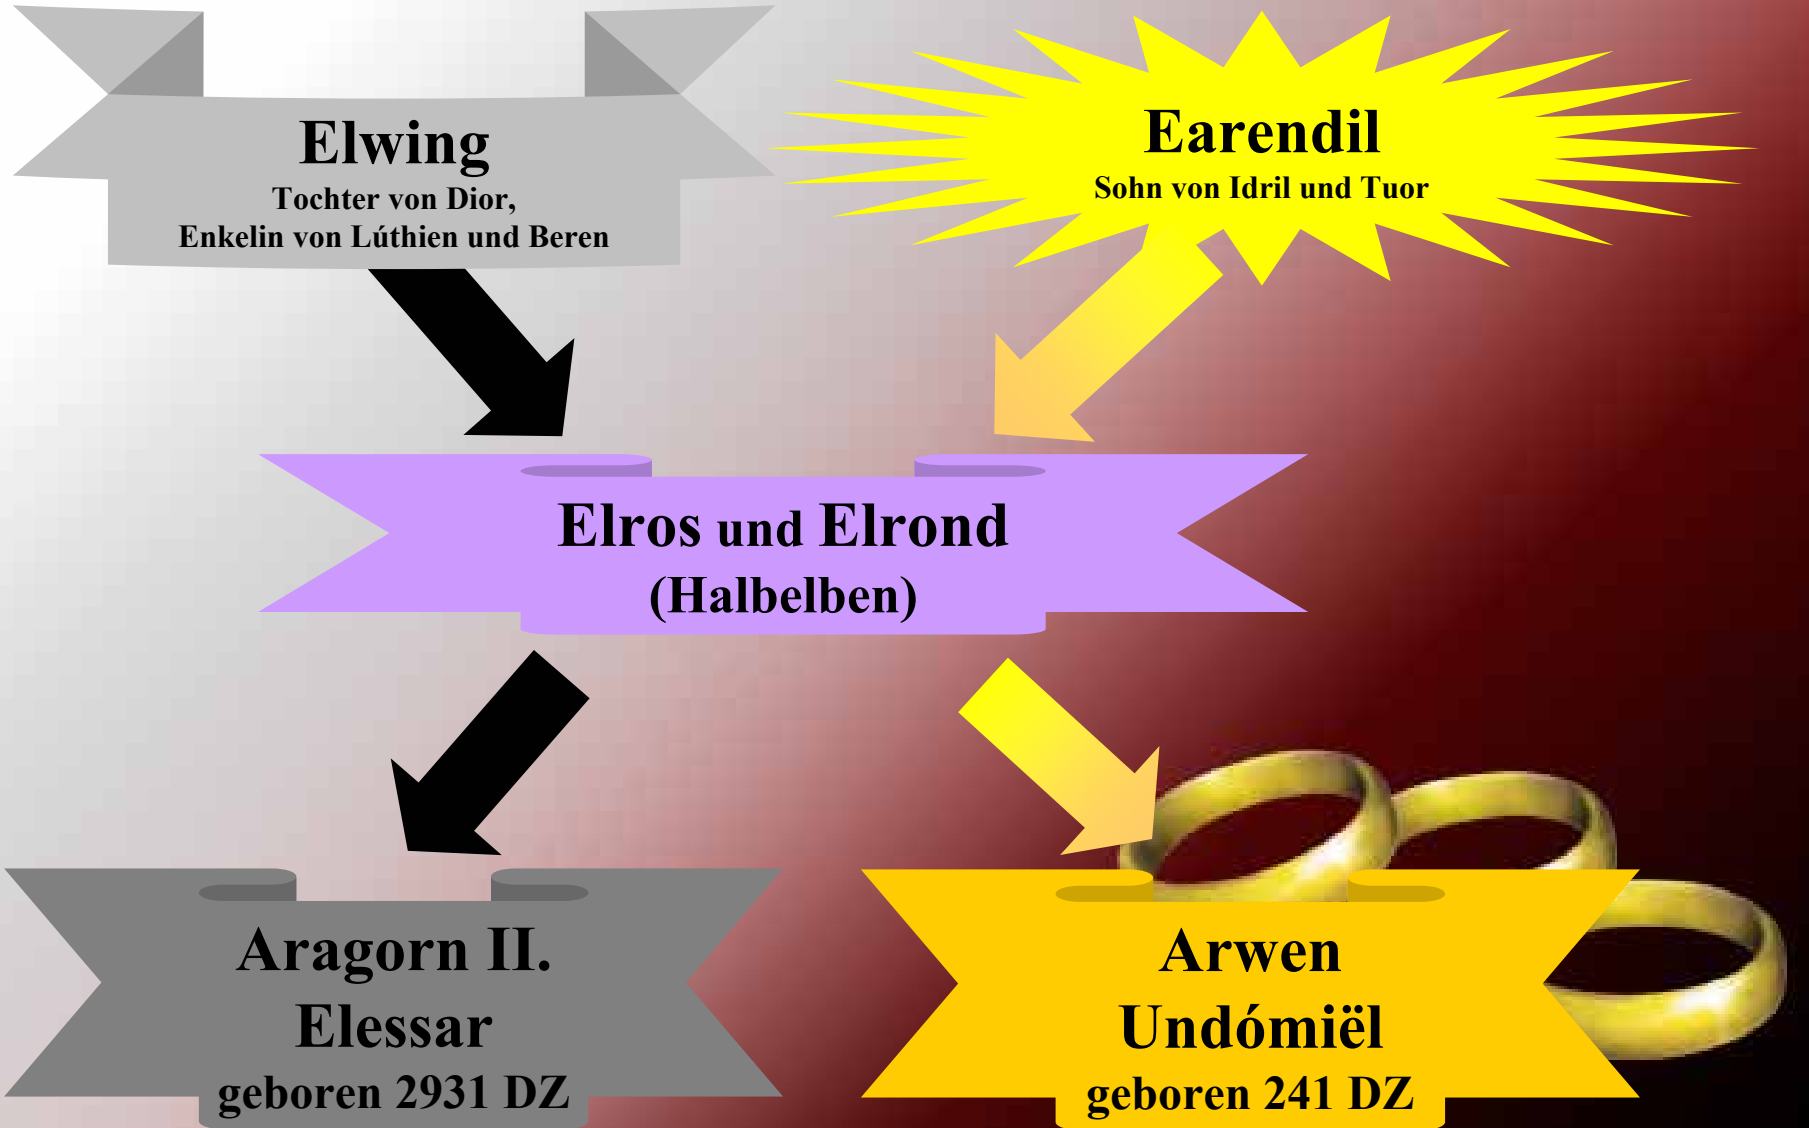 Elwing
Tochter von Dior,
Enkelin von Lúthien und Beren
Earendil
Sohn von Idril und Tuor
Elros und Elrond
(Halbelben)
Aragorn II.
Elessar
geboren 2931 DZ
Arwen
Undómiël
geboren 241 DZ